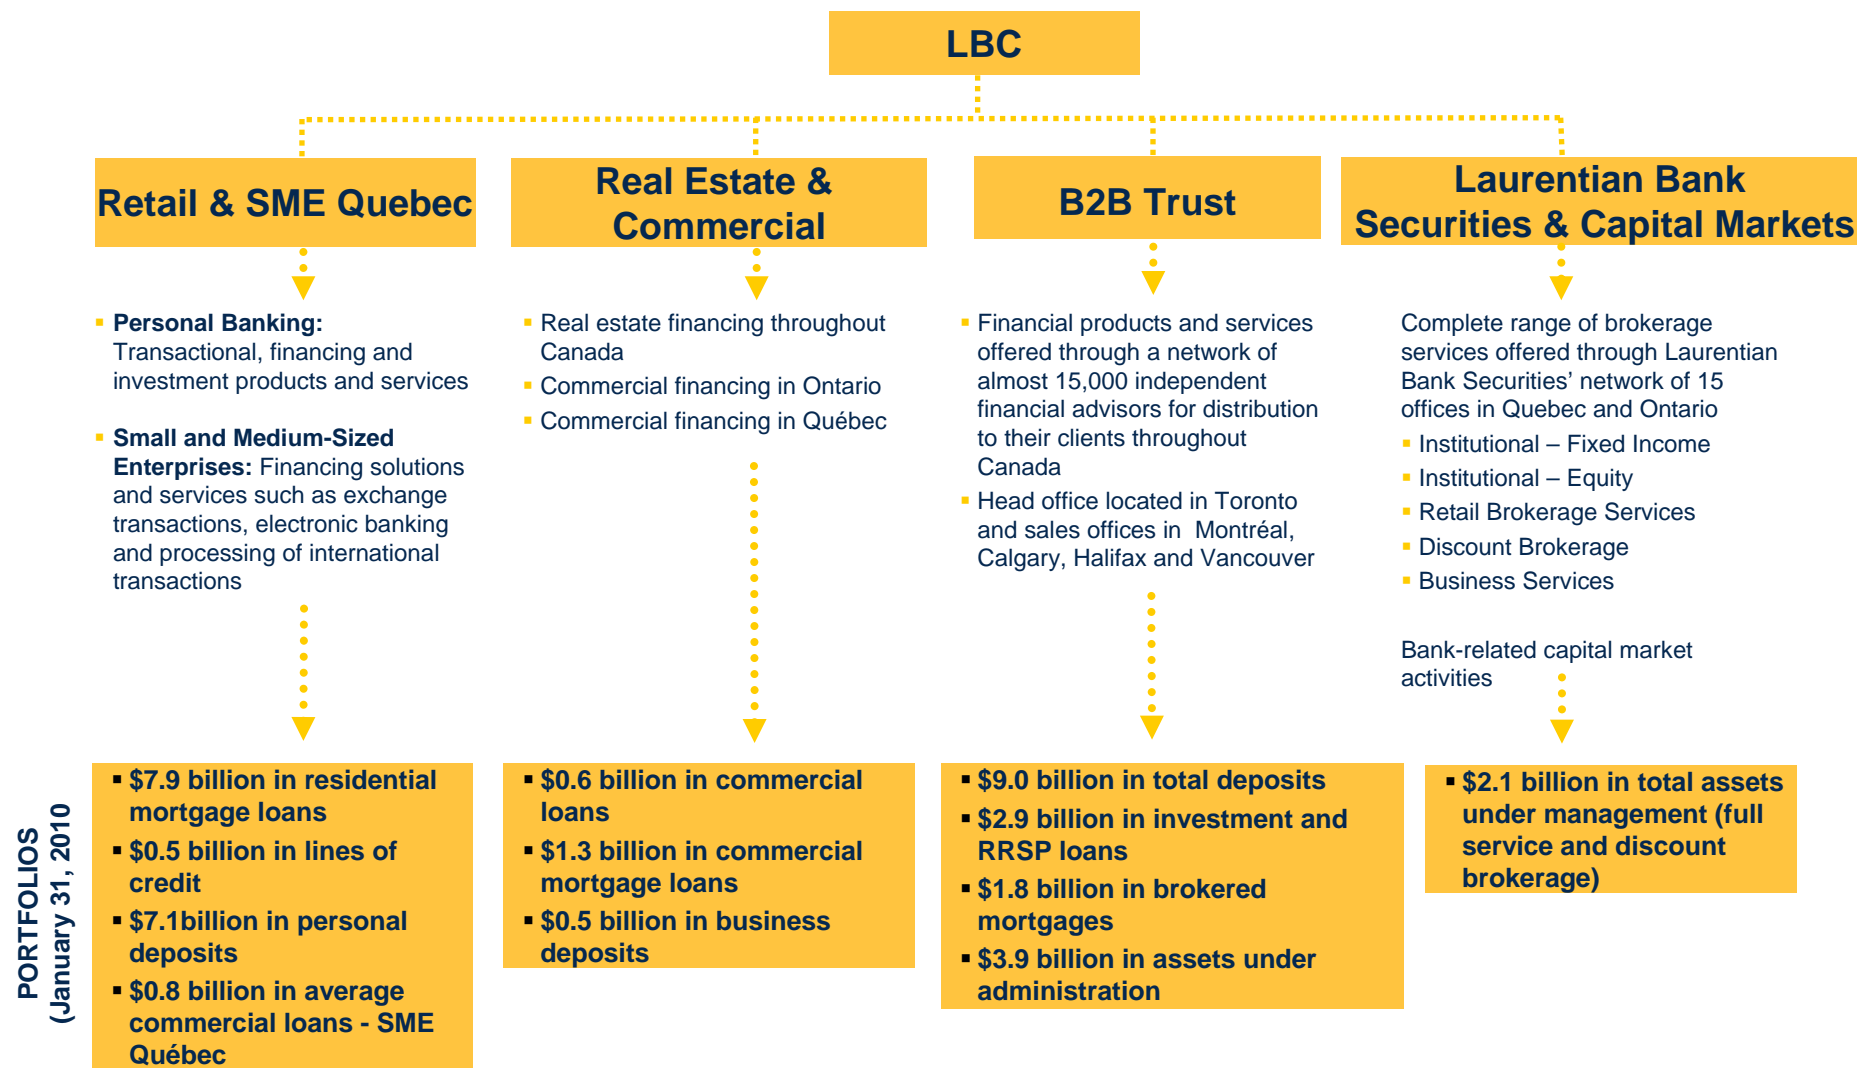 LBC
Retail & SME Quebec
Real Estate &
Commercial
B2B Trust
Laurentian Bank
Securities & Capital Markets
▪ Personal Banking:
Transactional, financing and
investment products and services
▪ Small and Medium-Sized
Enterprises: Financing solutions
and services such as exchange
transactions, electronic banking
and processing of international
transactions
▪ Real estate financing throughout
Canada
▪ Commercial financing in Ontario
▪ Commercial financing in Québec
▪ Financial products and services
offered through a network of
almost 15,000 independent
financial advisors for distribution
to their clients throughout
Canada
▪ Head office located in Toronto
and sales offices in Montréal,
Calgary, Halifax and Vancouver
Complete range of brokerage
services offered through Laurentian
Bank Securities’ network of 15
offices in Quebec and Ontario
▪ Institutional – Fixed Income
▪ Institutional – Equity
▪ Retail Brokerage Services
▪ Discount Brokerage
▪ Business Services
Bank-related capital market
activities
PORTFOLIOS
(January 31, 2010
▪ $7.9 billion in residential
mortgage loans
▪ $0.5 billion in lines of
credit
▪ $7.1billion in personal
deposits
▪ $0.8 billion in average
commercial loans - SME
Québec
▪ $0.6 billion in commercial
loans
▪ $1.3 billion in commercial
mortgage loans
▪ $0.5 billion in business
deposits
▪ $9.0 billion in total deposits
▪ $2.9 billion in investment and
RRSP loans
▪ $1.8 billion in brokered
mortgages
▪ $3.9 billion in assets under
administration
▪ $2.1 billion in total assets
under management (full
service and discount
brokerage)